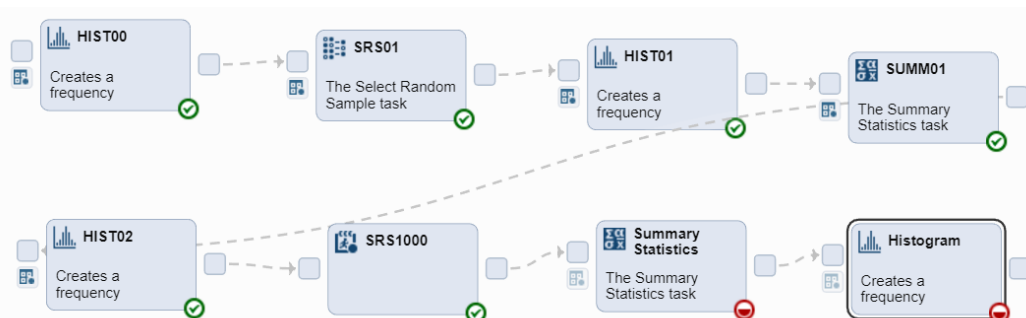 HIST00
Creates a
frequency
SRS01
The Select Random
Sample task
HIST01
Creates a
frequency
SUMM01
The Summary
Statistics task
HIST02
Creates a
frequency
SRS1000
Summary
Statistics
The Summary
Statistics task
Histogram
Creates a
frequency